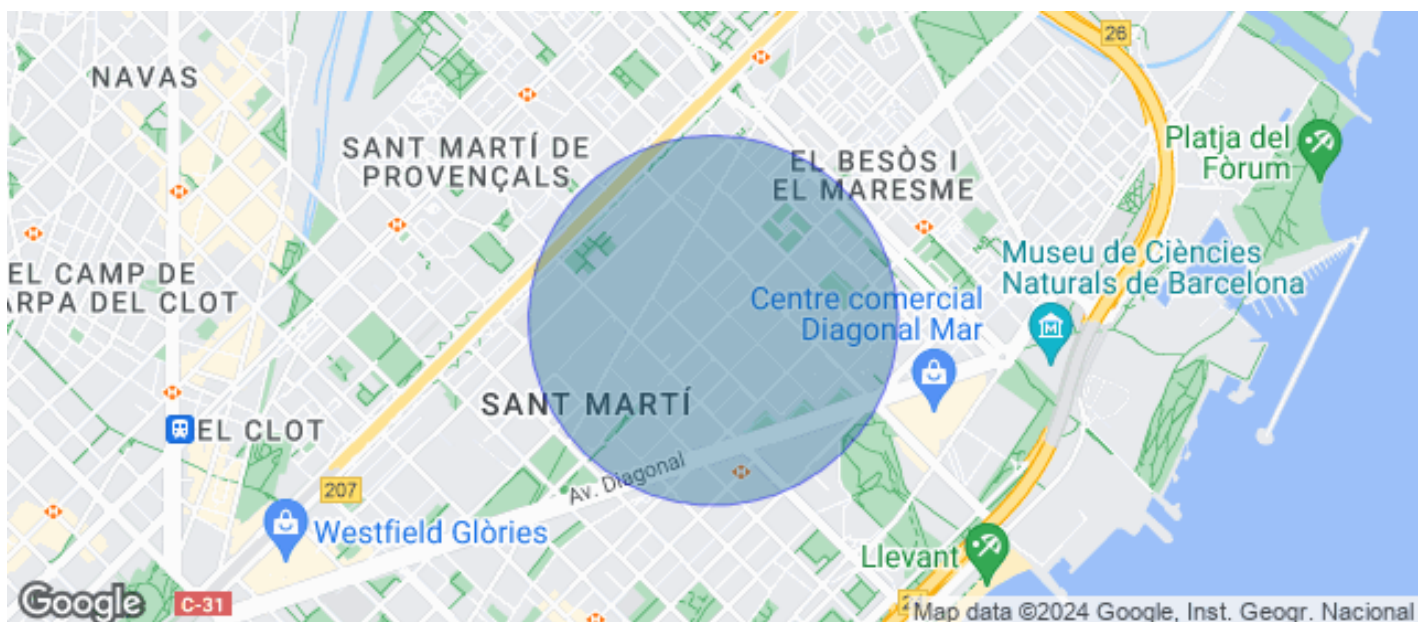 NAVAS
SANT MARTÍ DE
PROVENÇALS
EL BESÒS I
EL MARESME
26
Platja del
Fòrum
EL CAMP DE
ARPA DEL CLOT
Museu de Ciències
Naturals de Barcelona
Centre comercial
Diagonal Mar
SANT MARTÍ
EL CLOT
Av. Diagonal
207
Westfield Glòries
Llevant
Google
C-31
Map data ©2024 Google, Inst. Geogr. Nacional